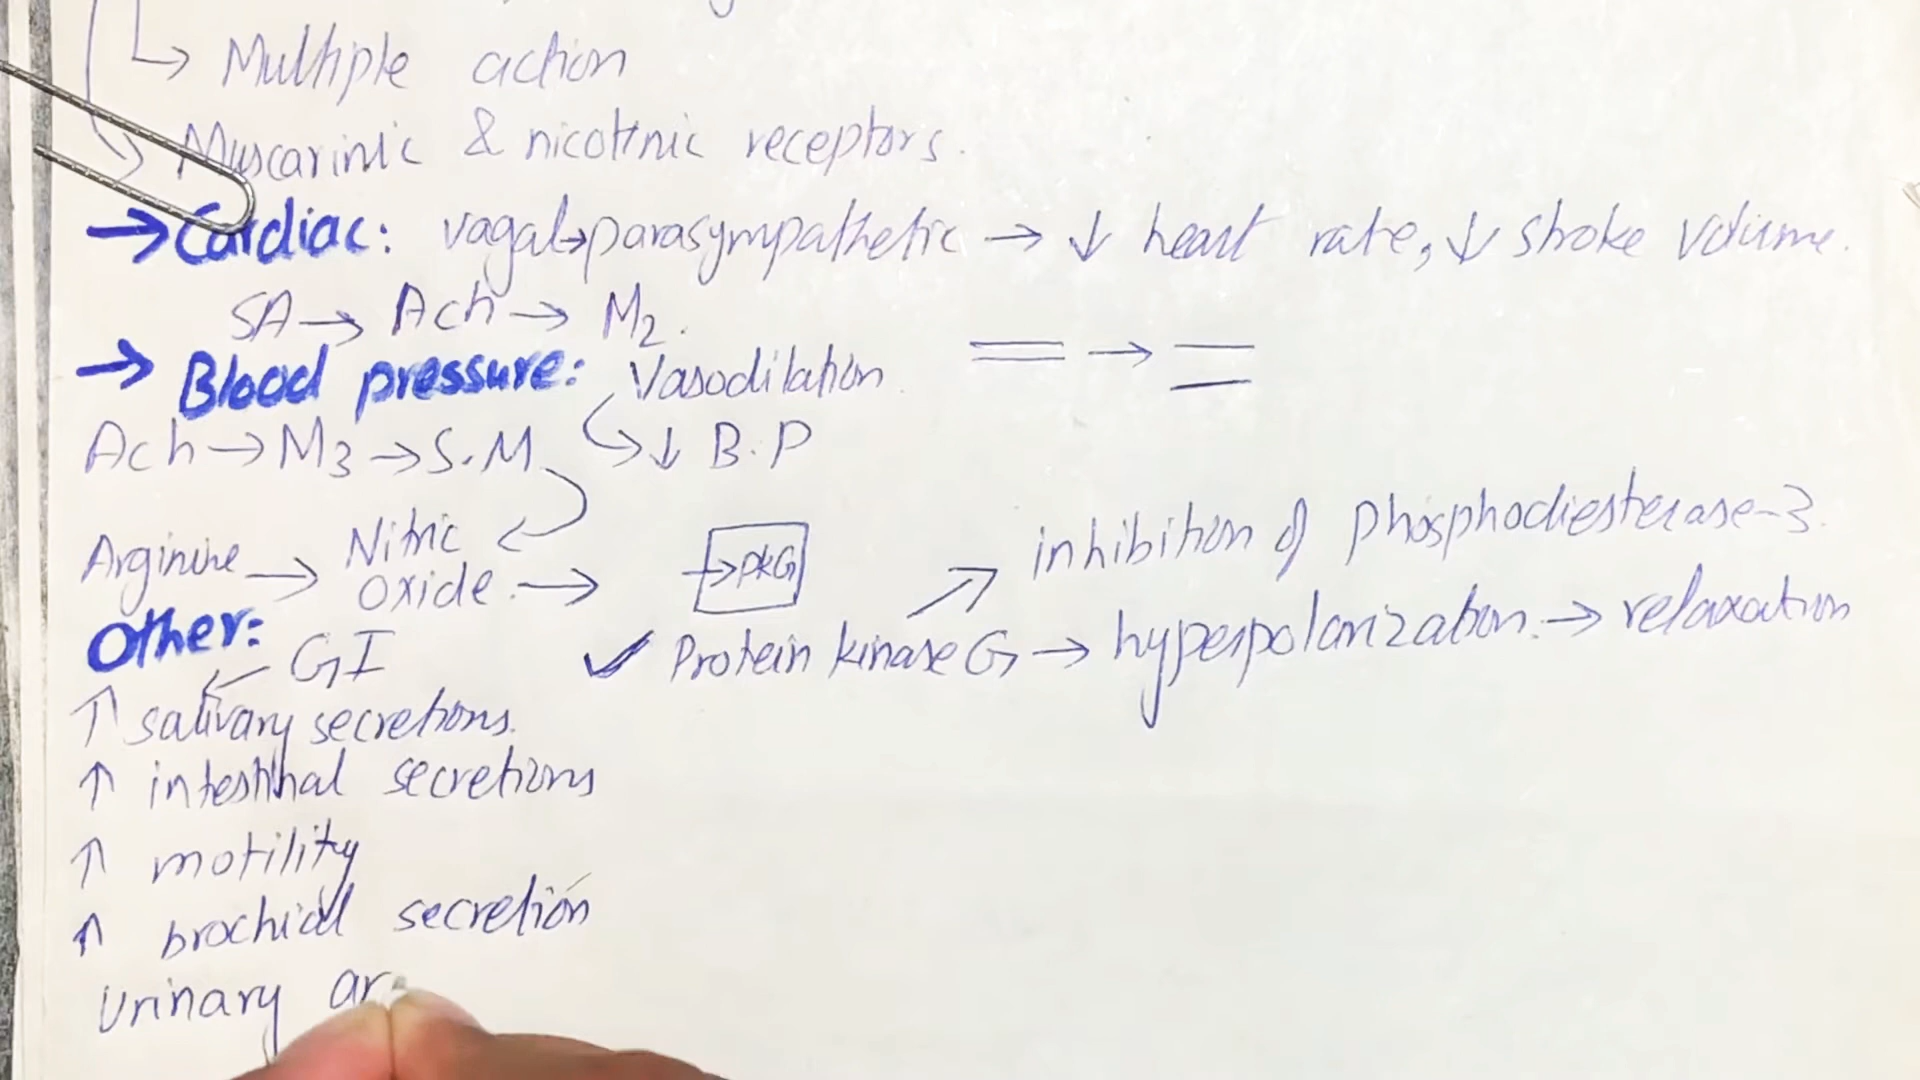 ↳ Multiple action
Muscarinic & nicotinic receptors.
→ Cardiac: vagal→parasympathetic → ↓ heart rate, ↓ stroke volume.
SA → Ach → M2.
→ Blood pressure: Vasodilation
Ach → M3 → S.M ↳ ↓ B.P
Arginine → Nitric oxide → → PKG
inhibition of phosphodiesterase-3.
✓ Protein kinase G → hyperpolarization. → relaxation
Other:
GI
↑ salivary secretions.
↑ intestinal secretions
↑ motility
↑ brochial secretion
Urinary